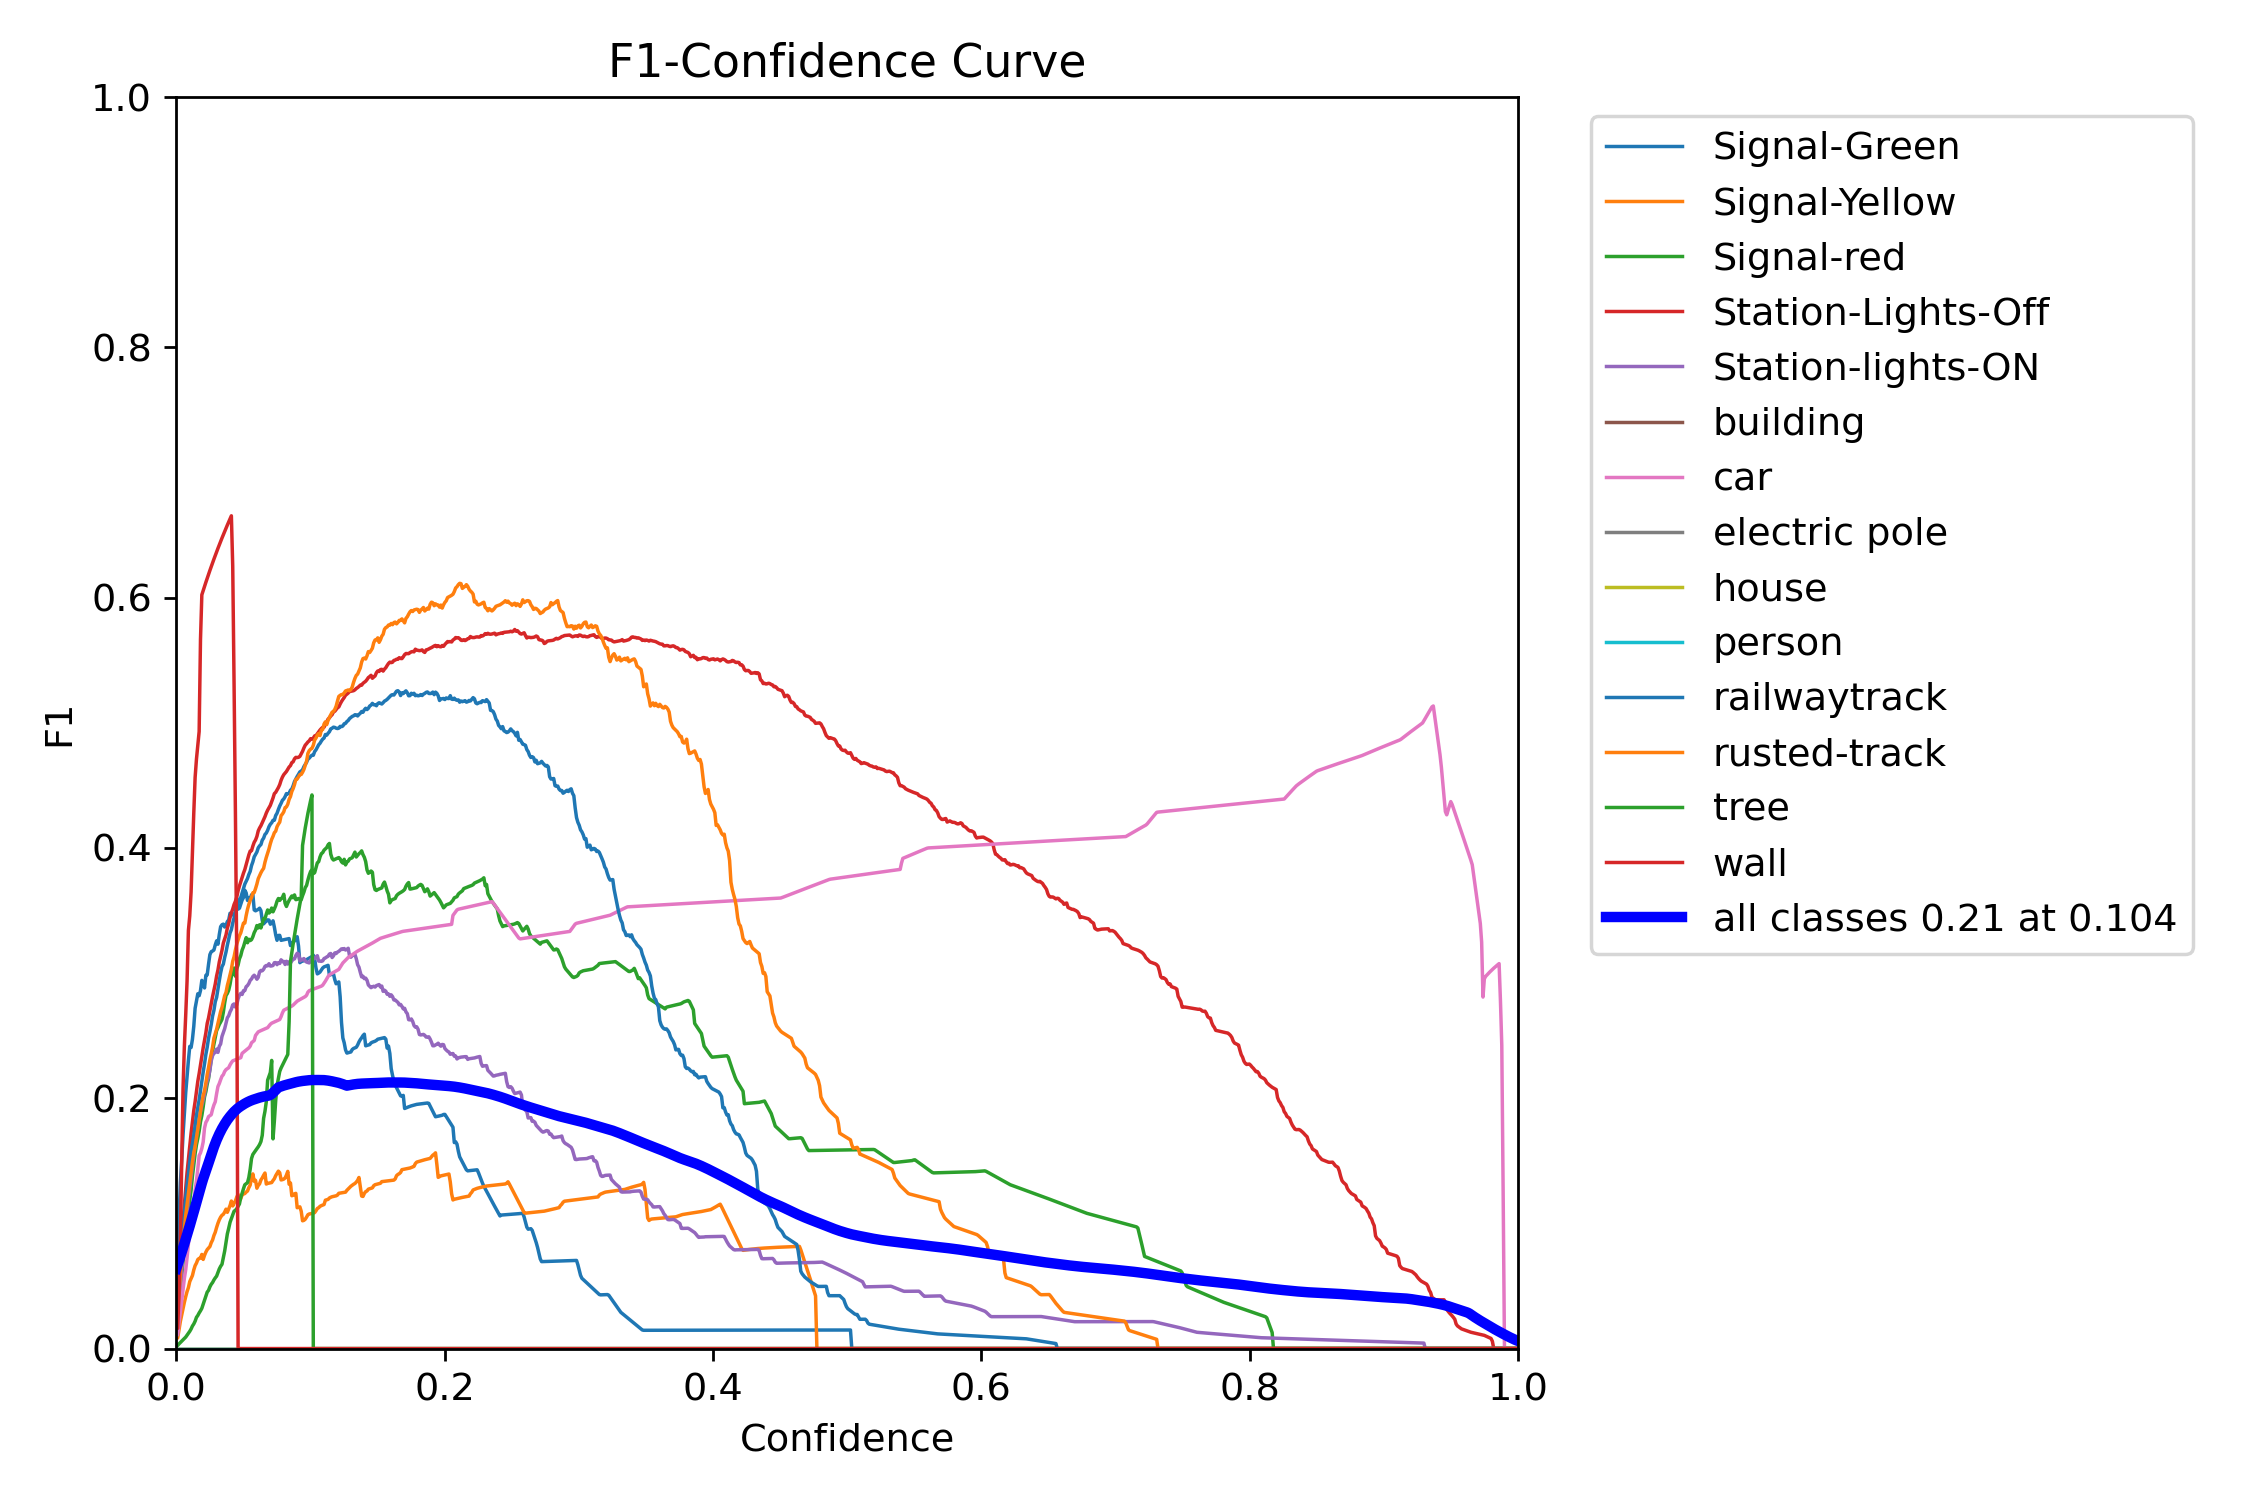 F1-Confidence Curve
1.0
0.8
0.6
0.4
0.2
0.0
F1
0.0 0.2 0.4 0.6 0.8 1.0
Confidence
Signal-Green
Signal-Yellow
Signal-red
Station-Lights-Off
Station-lights-ON
building
car
electric pole
house
person
railwaytrack
rusted-track
tree
wall
all classes 0.21 at 0.104